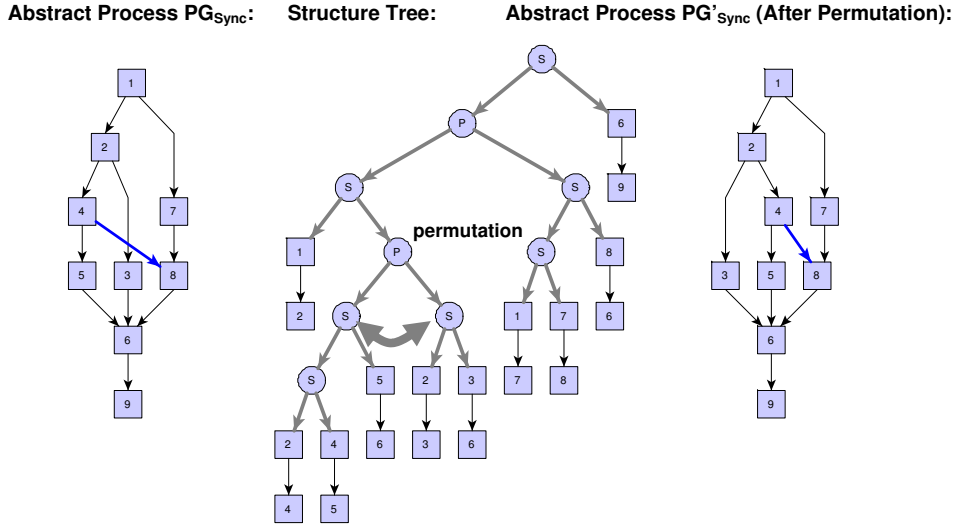 Abstract Process PGSync: Structure Tree: Abstract Process PG'Sync (After Permutation):
S
1 1
P 6
2 2
S S 9
4 7 4 7
permutation
1 P S 8
5 3 8 3 5 8
2 S S 1 7 6
6 6
S 5 2 3 7 8
9 9
2 4 6 3 6
4 5